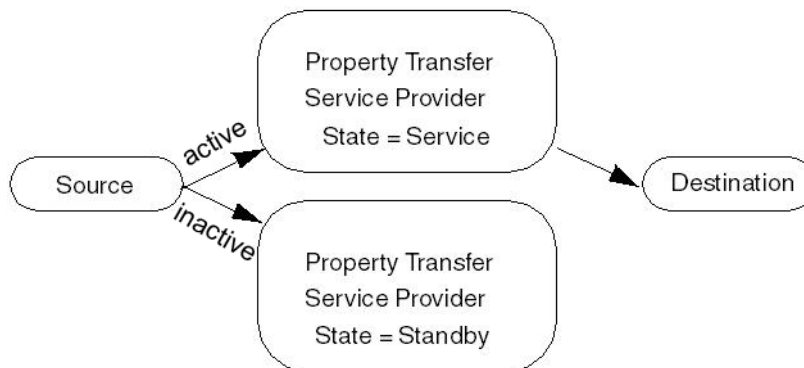 Property Transfer
Service Provider
State = Service
active
Source
Destination
inactive
Property Transfer
Service Provider
State = Standby